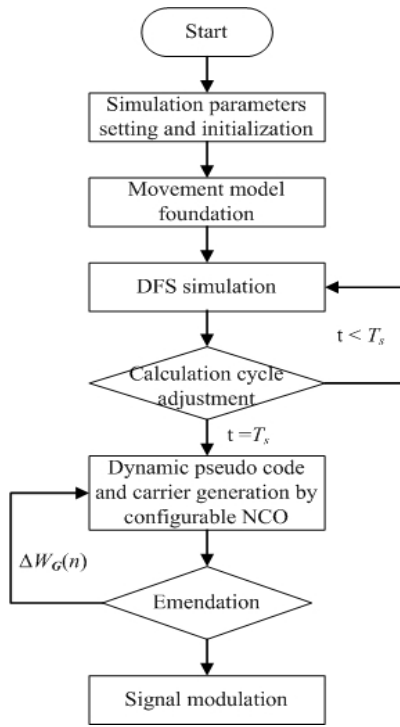 Start
Simulation parameters
setting and initialization
Movement model
foundation
DFS simulation
t < Tₛ
Calculation cycle
adjustment
t =Tₛ
Dynamic pseudo code
and carrier generation by
configurable NCO
ΔW_G(n)
Emendation
Signal modulation